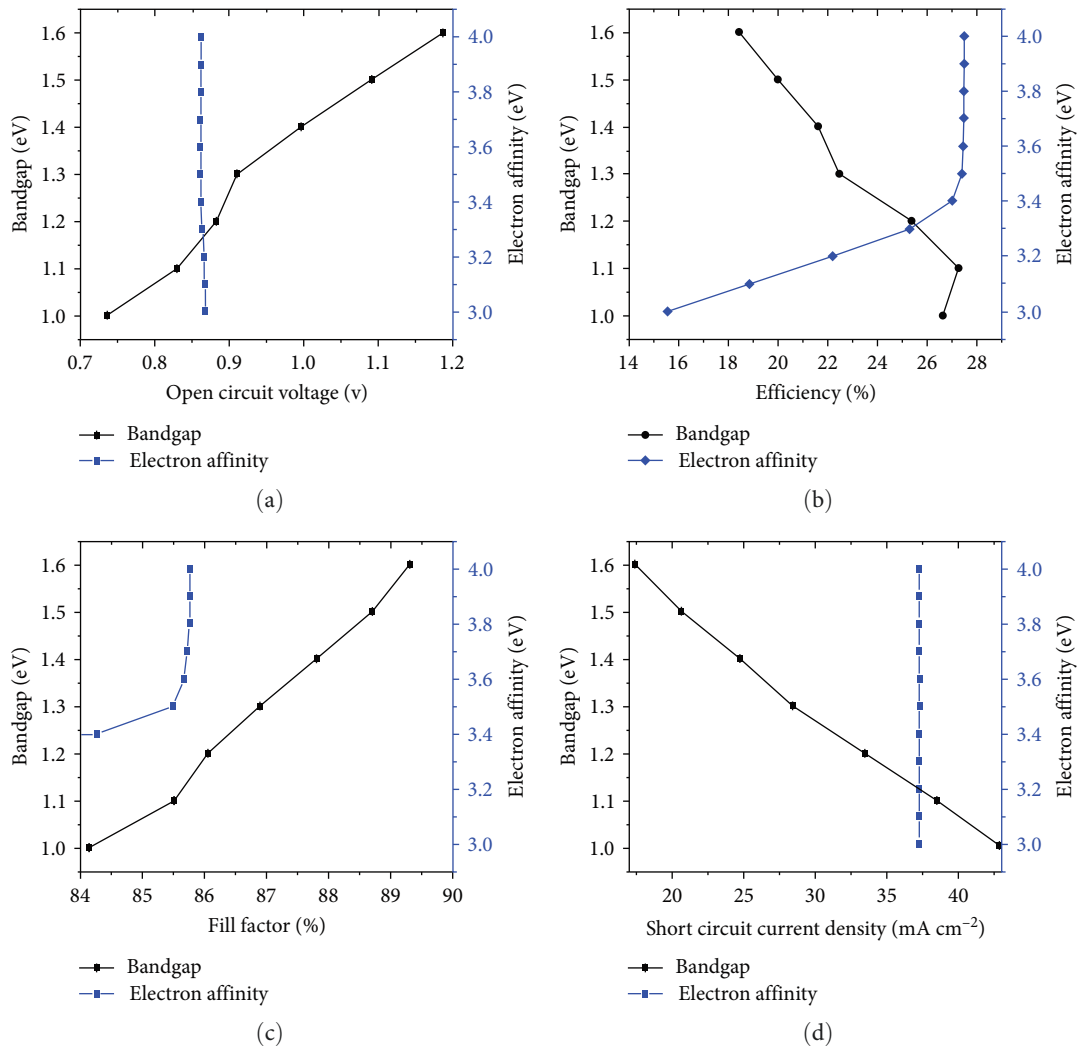 1.6
1.5
1.4
1.3
1.2
1.1
1.0
Bandgap (eV)
4.0
3.8
3.6
3.4
3.2
3.0
Electron affinity (eV)
0.7 0.8 0.9 1.0 1.1 1.2
Open circuit voltage (v)
Bandgap
Electron affinity
(a)
1.6
1.5
1.4
1.3
1.2
1.1
1.0
Bandgap (eV)
4.0
3.8
3.6
3.4
3.2
3.0
Electron affinity (eV)
14 16 18 20 22 24 26 28
Efficiency (%)
Bandgap
Electron affinity
(b)
1.6
1.5
1.4
1.3
1.2
1.1
1.0
Bandgap (eV)
4.0
3.8
3.6
3.4
3.2
3.0
Electron affinity (eV)
84 85 86 87 88 89 90
Fill factor (%)
Bandgap
Electron affinity
(c)
1.6
1.5
1.4
1.3
1.2
1.1
1.0
Bandgap (eV)
4.0
3.8
3.6
3.4
3.2
3.0
Electron affinity (eV)
20 25 30 35 40
Short circuit current density (mA cm⁻²)
Bandgap
Electron affinity
(d)